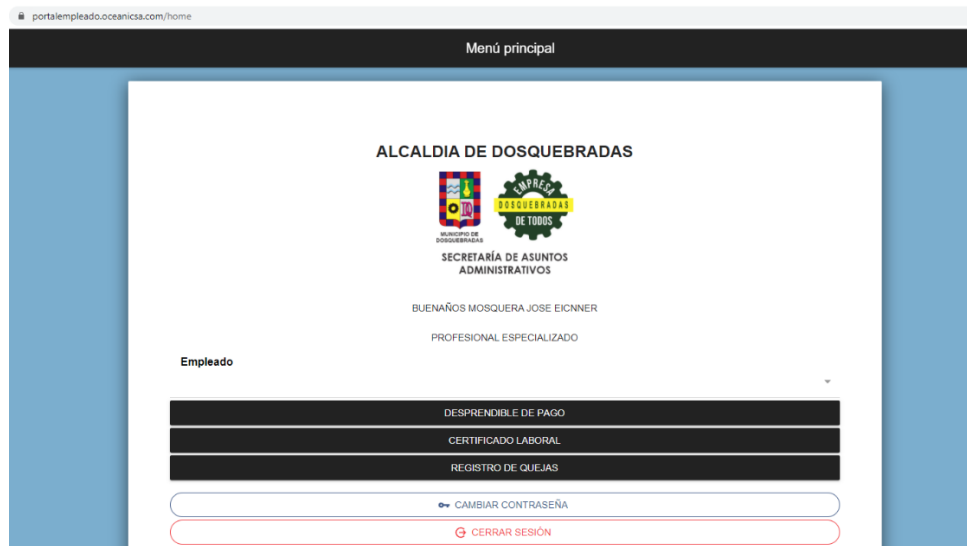 portalempleado.oceanicsa.com/home
Menú principal
ALCALDIA DE DOSQUEBRADAS
EMPRESA
DOSQUEBRADAS
DE TODOS
MUNICIPIO DE
DOSQUEBRADAS
SECRETARÍA DE ASUNTOS
ADMINISTRATIVOS
BUENAÑOS MOSQUERA JOSE EICNNER
PROFESIONAL ESPECIALIZADO
Empleado
DESPRENDIBLE DE PAGO
CERTIFICADO LABORAL
REGISTRO DE QUEJAS
CAMBIAR CONTRASEÑA
CERRAR SESIÓN